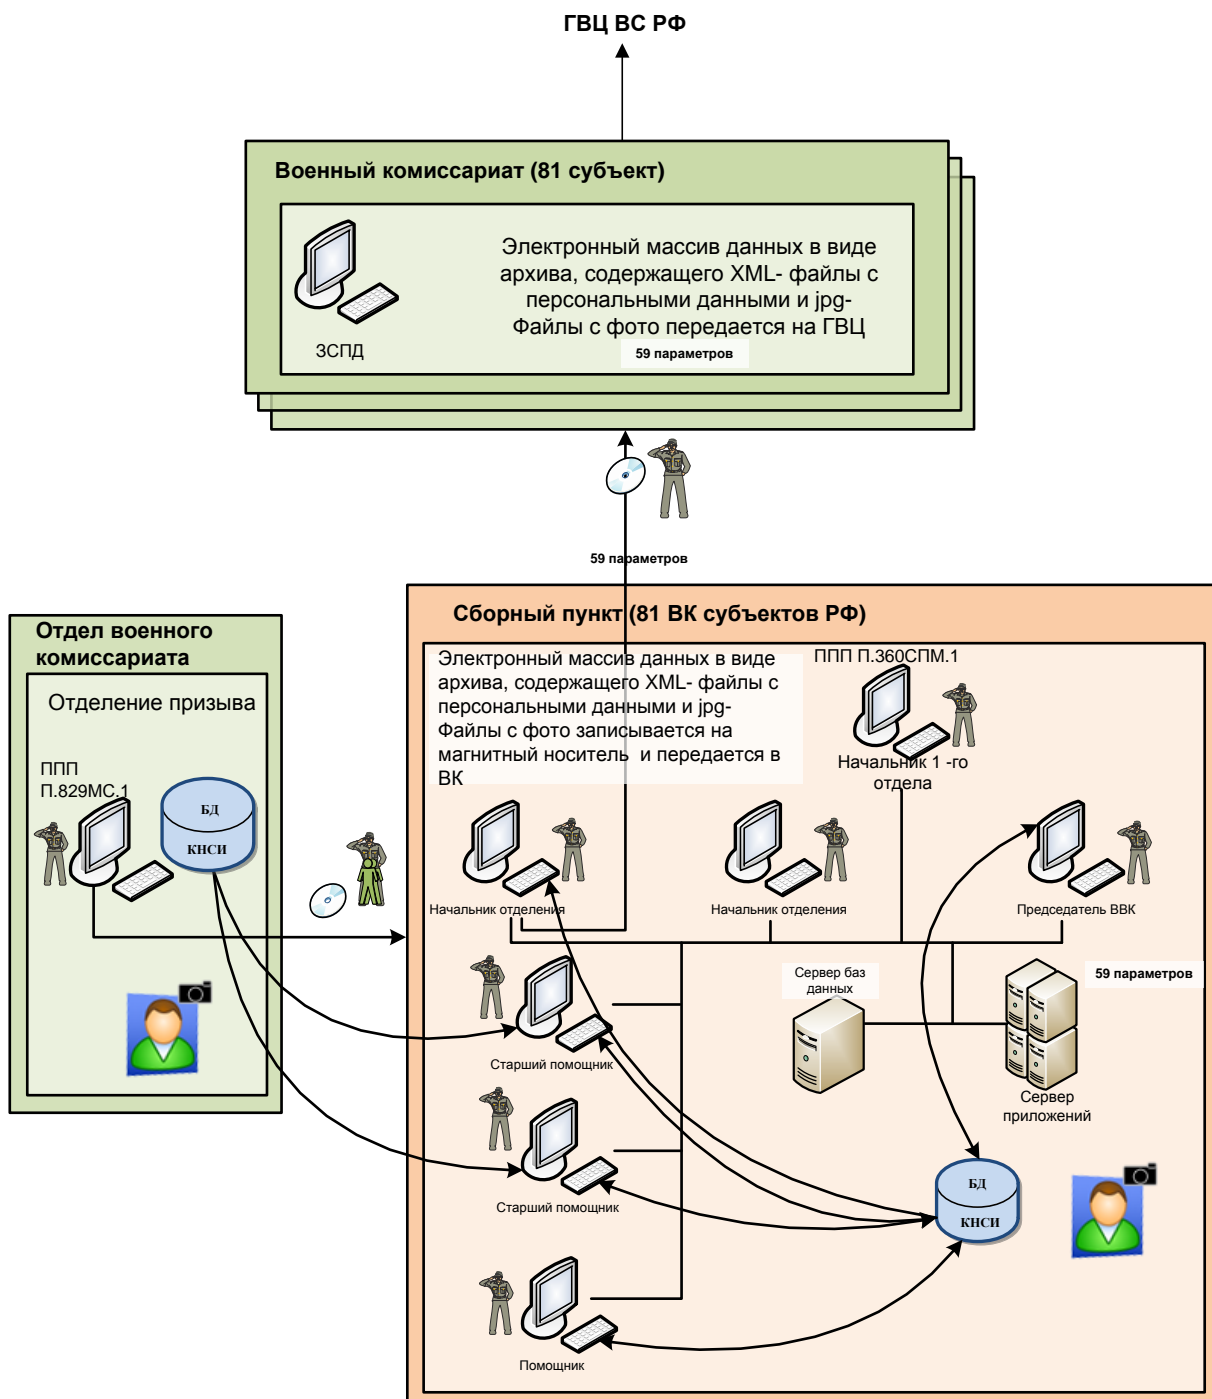 ГВЦ ВС РФ
Военный комиссариат (81 субъект)
Электронный массив данных в виде
архива, содержащего XML- файлы с
персональными данными и jpg-
Файлы с фото передается на ГВЦ
59 параметров
ЗСПД
59 параметров
Отдел военного
комиссариата
Отделение призыва
ППП
П.829МС.1
БД
КНСИ
Сборный пункт (81 ВК субъектов РФ)
Электронный массив данных в виде
архива, содержащего XML- файлы с
персональными данными и jpg-
Файлы с фото записывается на
магнитный носитель и передается в
ВК
ППП П.360СПМ.1
Начальник 1 -го
отдела
Начальник отделения
Начальник отделения
Председатель ВВК
Сервер баз
данных
59 параметров
Сервер
приложений
Старший помощник
Старший помощник
Помощник
БД
КНСИ